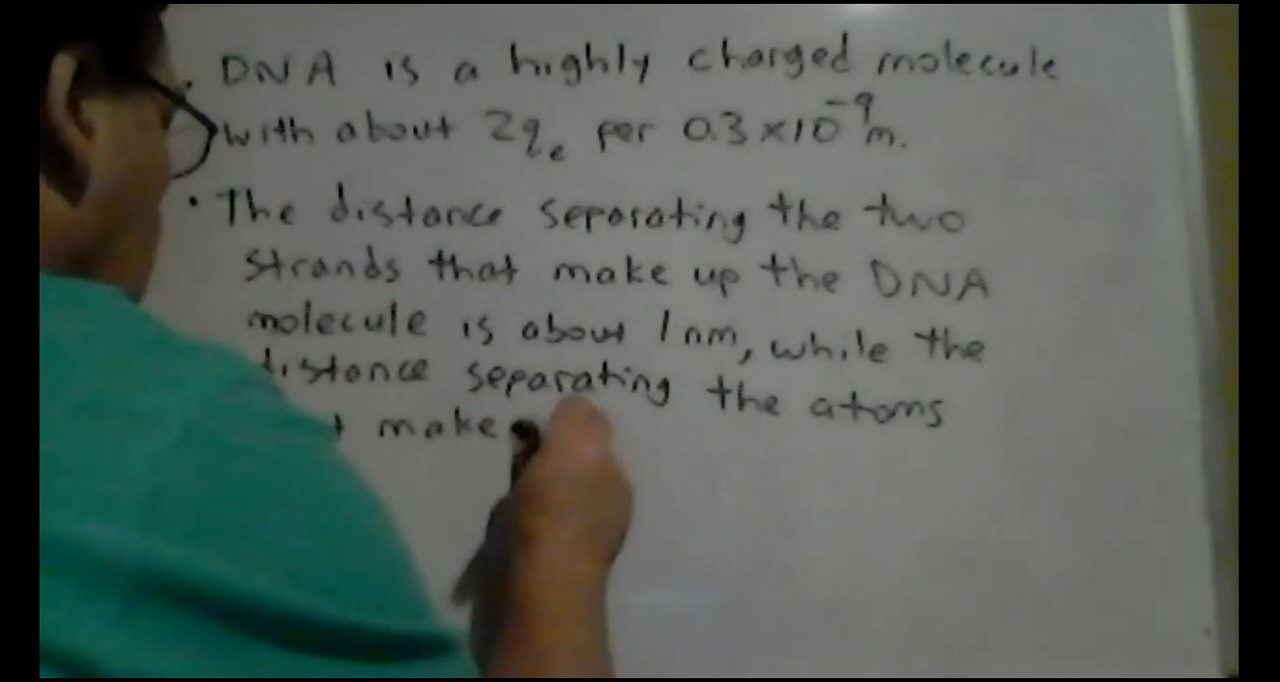 • DNA is a highly charged molecule
with about 2qₑ per 0.3×10⁻⁹m.
• The distance separating the two
strands that make up the DNA
molecule is about 1nm, while the
distance separating the atoms
make